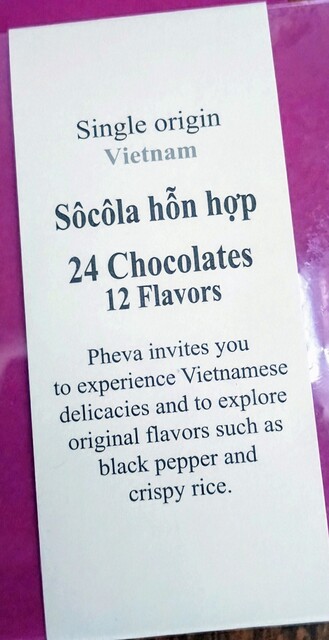 Single origin
Vietnam
Sôcôla hỗn hợp
24 Chocolates
12 Flavors
Pheva invites you
to experience Vietnamese
delicacies and to explore
original flavors such as
black pepper and
crispy rice.